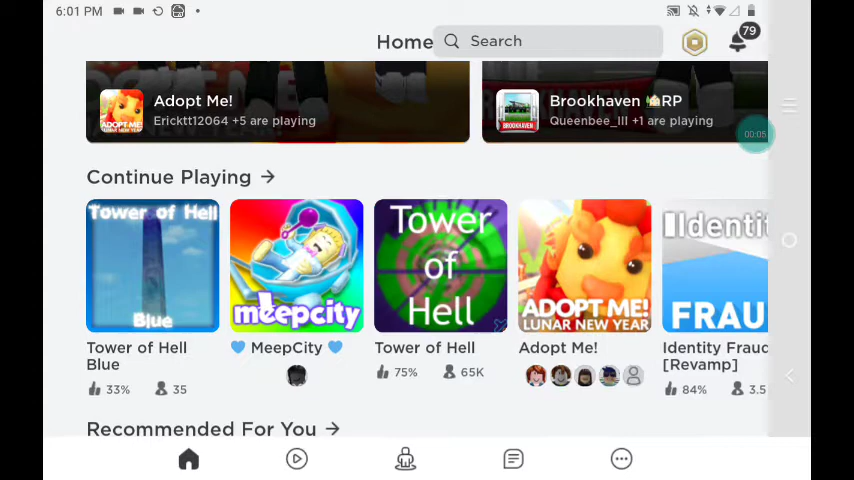 6:01 PM
Home
Search
79
Adopt Me!
Ericktt12064 +5 are playing
Brookhaven 🏡RP
Queenbee_lll +1 are playing
00:05
Continue Playing →
Tower of Hell
Blue
meepcity
Tower
of
Hell
ADOPT ME!
LUNAR NEW YEAR
Identit
FRAU
Tower of Hell
Blue
33% 35
💙 MeepCity 💙
Tower of Hell
75% 65K
Adopt Me!
Identity Fraud
[Revamp]
84% 3.5
Recommended For You →